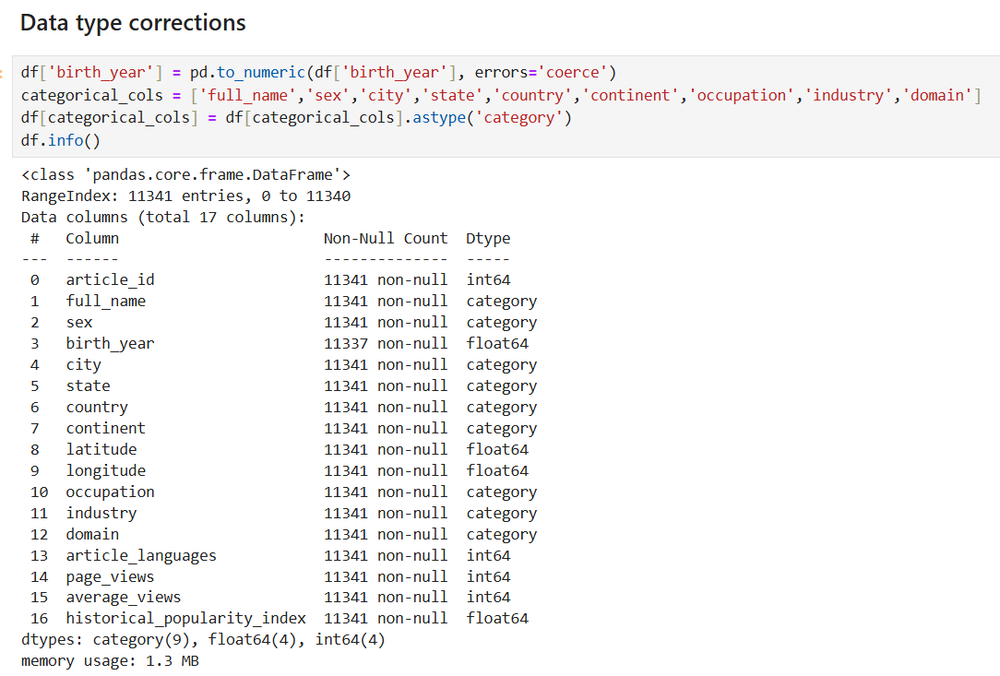 Data type corrections
df['birth_year'] = pd.to_numeric(df['birth_year'], errors='coerce')
categorical_cols = ['full_name','sex','city','state','country','continent','occupation','industry','domain']
df[categorical_cols] = df[categorical_cols].astype('category')
df.info()
<class 'pandas.core.frame.DataFrame'>
RangeIndex: 11341 entries, 0 to 11340
Data columns (total 17 columns):
 #   Column                       Non-Null Count  Dtype
---  ------                       --------------  -----
 0   article_id                   11341 non-null  int64
 1   full_name                    11341 non-null  category
 2   sex                          11341 non-null  category
 3   birth_year                   11337 non-null  float64
 4   city                         11341 non-null  category
 5   state                        11341 non-null  category
 6   country                      11341 non-null  category
 7   continent                    11341 non-null  category
 8   latitude                     11341 non-null  float64
 9   longitude                    11341 non-null  float64
 10  occupation                   11341 non-null  category
 11  industry                     11341 non-null  category
 12  domain                       11341 non-null  category
 13  article_languages            11341 non-null  int64
 14  page_views                   11341 non-null  int64
 15  average_views                11341 non-null  int64
 16  historical_popularity_index  11341 non-null  float64
dtypes: category(9), float64(4), int64(4)
memory usage: 1.3 MB